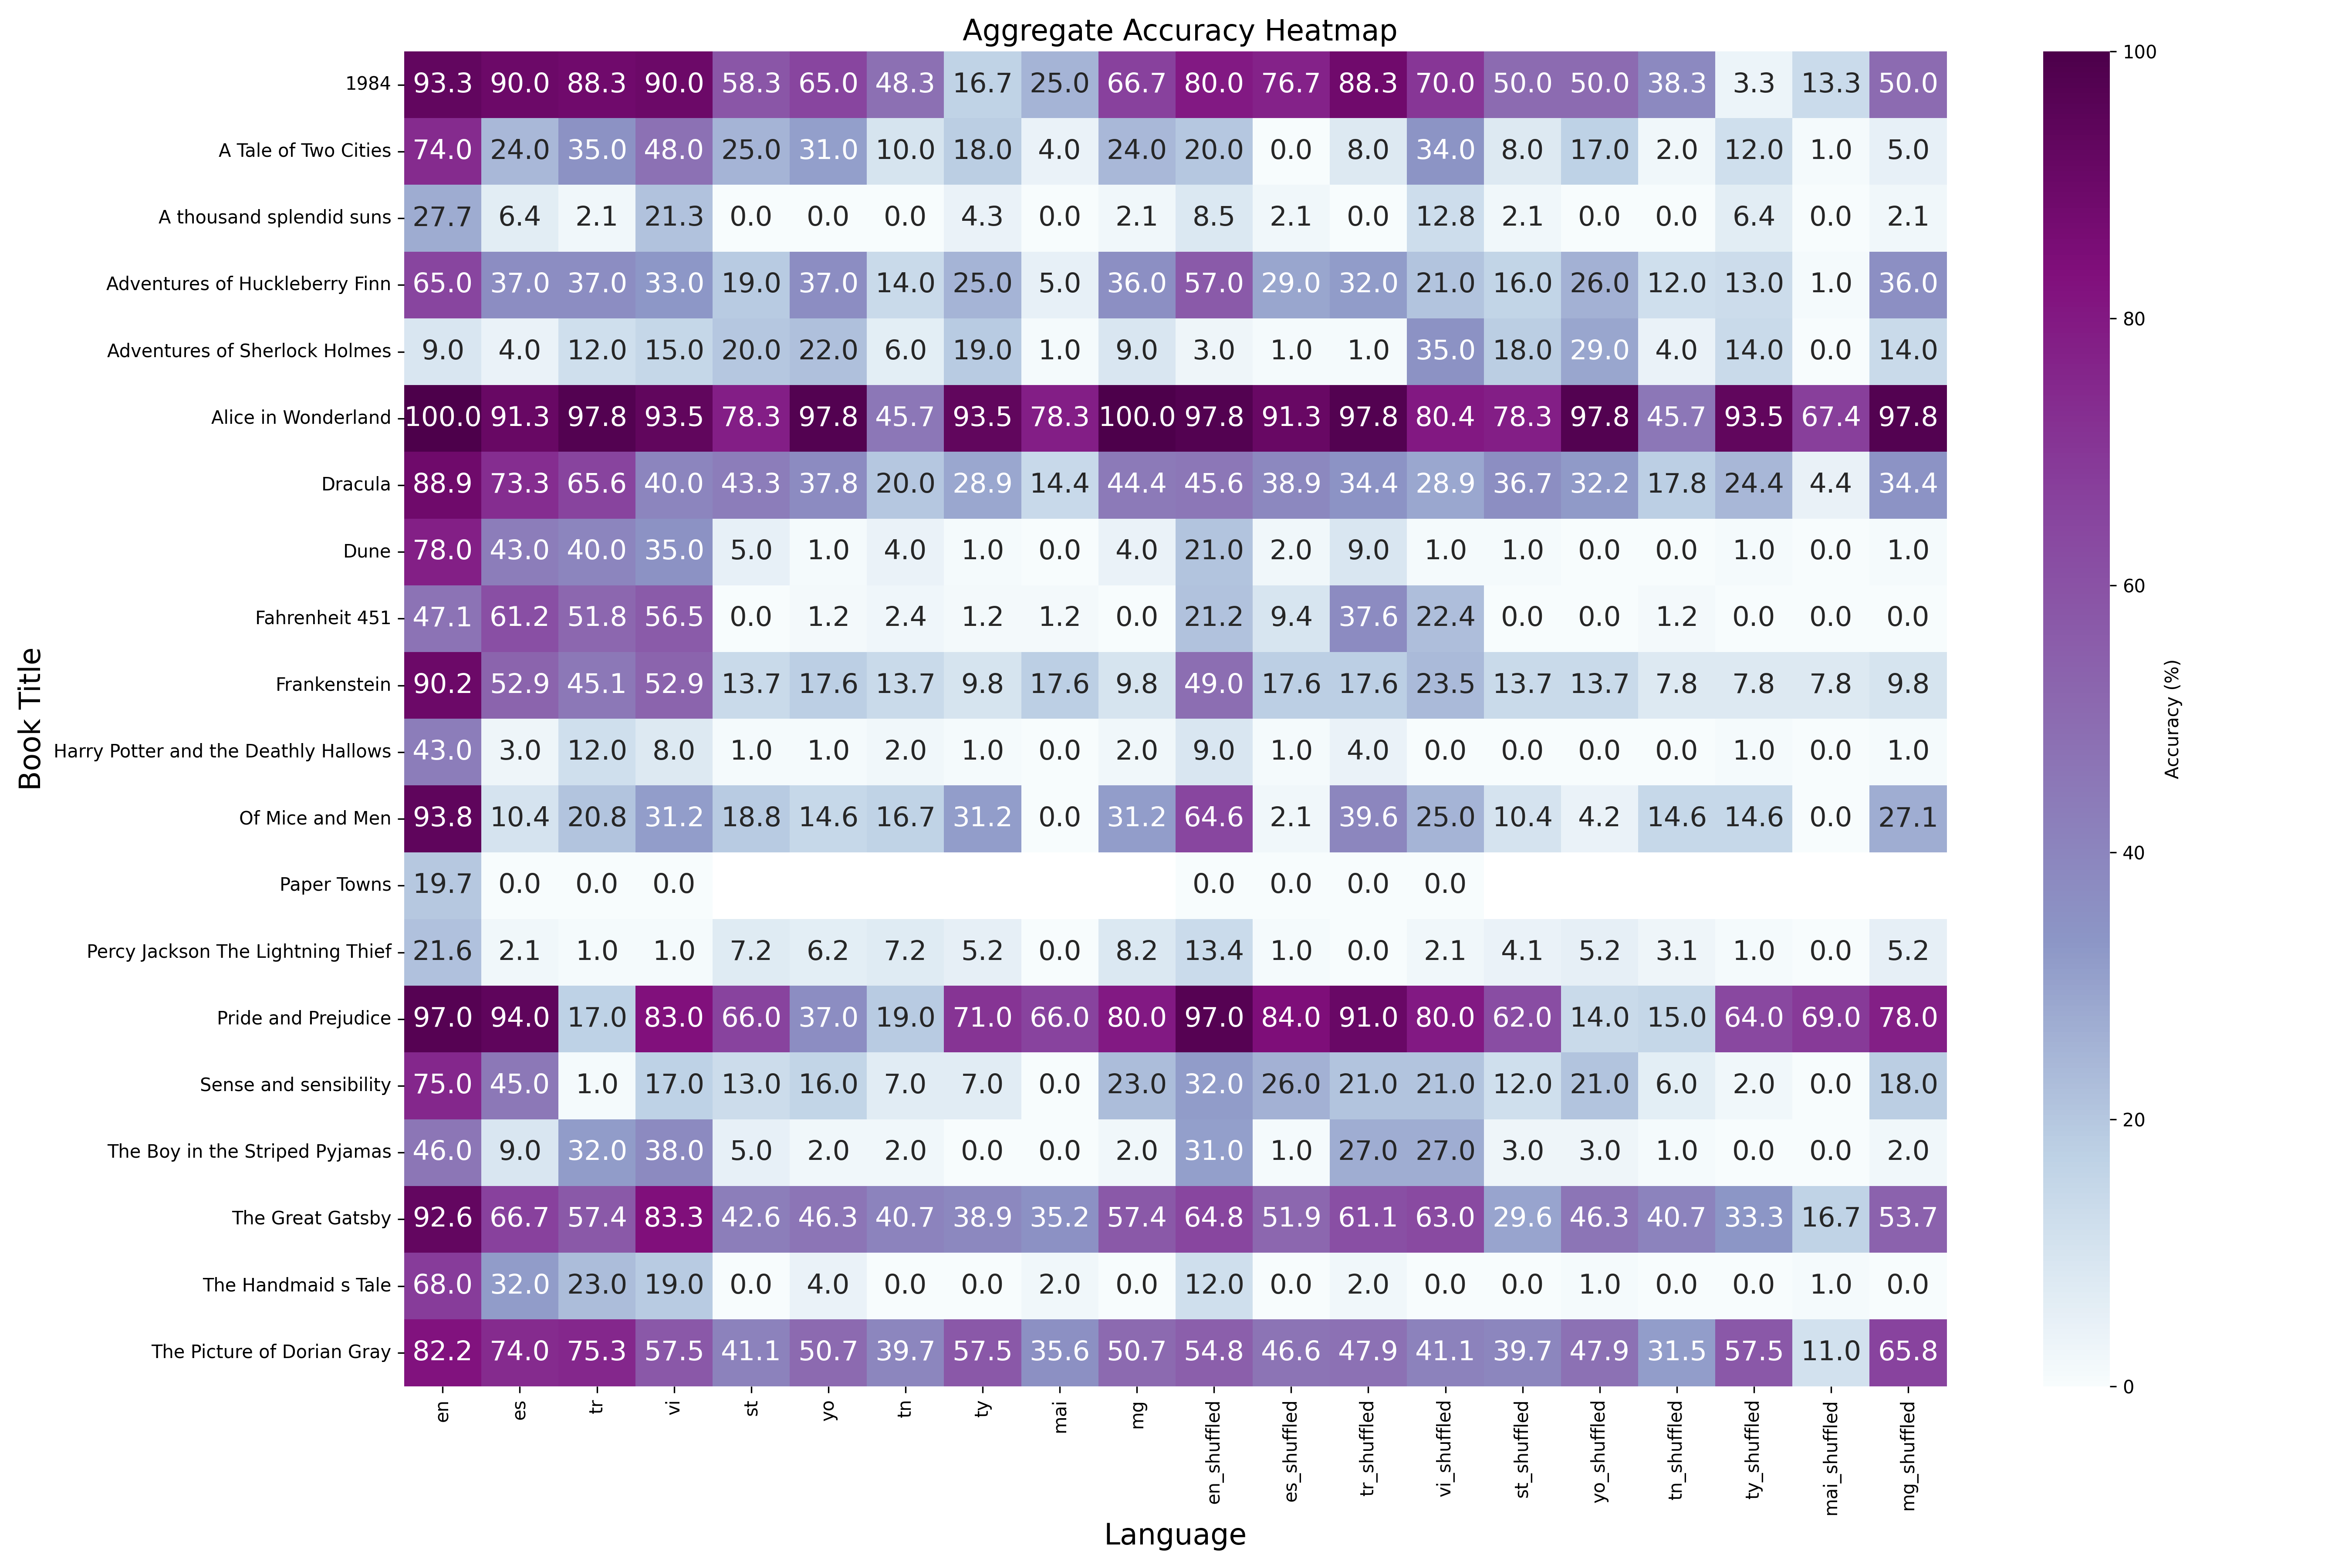 Aggregate Accuracy Heatmap
1984 93.3 90.0 88.3 90.0 58.3 65.0 48.3 16.7 25.0 66.7 80.0 76.7 88.3 70.0 50.0 50.0 38.3 3.3 13.3 50.0
A Tale of Two Cities 74.0 24.0 35.0 48.0 25.0 31.0 10.0 18.0 4.0 24.0 20.0 0.0 8.0 34.0 8.0 17.0 2.0 12.0 1.0 5.0
A thousand splendid suns 27.7 6.4 2.1 21.3 0.0 0.0 0.0 4.3 0.0 2.1 8.5 2.1 0.0 12.8 2.1 0.0 0.0 6.4 0.0 2.1
Adventures of Huckleberry Finn 65.0 37.0 37.0 33.0 19.0 37.0 14.0 25.0 5.0 36.0 57.0 29.0 32.0 21.0 16.0 26.0 12.0 13.0 1.0 36.0
Adventures of Sherlock Holmes 9.0 4.0 12.0 15.0 20.0 22.0 6.0 19.0 1.0 9.0 3.0 1.0 1.0 35.0 18.0 29.0 4.0 14.0 0.0 14.0
Alice in Wonderland 100.0 91.3 97.8 93.5 78.3 97.8 45.7 93.5 78.3 100.0 97.8 91.3 97.8 80.4 78.3 97.8 45.7 93.5 67.4 97.8
Dracula 88.9 73.3 65.6 40.0 43.3 37.8 20.0 28.9 14.4 44.4 45.6 38.9 34.4 28.9 36.7 32.2 17.8 24.4 4.4 34.4
Dune 78.0 43.0 40.0 35.0 5.0 1.0 4.0 1.0 0.0 4.0 21.0 2.0 9.0 1.0 1.0 0.0 0.0 1.0 0.0 1.0
Fahrenheit 451 47.1 61.2 51.8 56.5 0.0 1.2 2.4 1.2 1.2 0.0 21.2 9.4 37.6 22.4 0.0 0.0 1.2 0.0 0.0 0.0
Frankenstein 90.2 52.9 45.1 52.9 13.7 17.6 13.7 9.8 17.6 9.8 49.0 17.6 17.6 23.5 13.7 13.7 7.8 7.8 7.8 9.8
Harry Potter and the Deathly Hallows 43.0 3.0 12.0 8.0 1.0 1.0 2.0 1.0 0.0 2.0 9.0 1.0 4.0 0.0 0.0 0.0 0.0 1.0 0.0 1.0
Of Mice and Men 93.8 10.4 20.8 31.2 18.8 14.6 16.7 31.2 0.0 31.2 64.6 2.1 39.6 25.0 10.4 4.2 14.6 14.6 0.0 27.1
Paper Towns 19.7 0.0 0.0 0.0 0.0 0.0 0.0 0.0
Percy Jackson The Lightning Thief 21.6 2.1 1.0 1.0 7.2 6.2 7.2 5.2 0.0 8.2 13.4 1.0 0.0 2.1 4.1 5.2 3.1 1.0 0.0 5.2
Pride and Prejudice 97.0 94.0 17.0 83.0 66.0 37.0 19.0 71.0 66.0 80.0 97.0 84.0 91.0 80.0 62.0 14.0 15.0 64.0 69.0 78.0
Sense and sensibility 75.0 45.0 1.0 17.0 13.0 16.0 7.0 7.0 0.0 23.0 32.0 26.0 21.0 21.0 12.0 21.0 6.0 2.0 0.0 18.0
The Boy in the Striped Pyjamas 46.0 9.0 32.0 38.0 5.0 2.0 2.0 0.0 0.0 2.0 31.0 1.0 27.0 27.0 3.0 3.0 1.0 0.0 0.0 2.0
The Great Gatsby 92.6 66.7 57.4 83.3 42.6 46.3 40.7 38.9 35.2 57.4 64.8 51.9 61.1 63.0 29.6 46.3 40.7 33.3 16.7 53.7
The Handmaid s Tale 68.0 32.0 23.0 19.0 0.0 4.0 0.0 0.0 2.0 0.0 12.0 0.0 2.0 0.0 0.0 1.0 0.0 0.0 1.0 0.0
The Picture of Dorian Gray 82.2 74.0 75.3 57.5 41.1 50.7 39.7 57.5 35.6 50.7 54.8 46.6 47.9 41.1 39.7 47.9 31.5 57.5 11.0 65.8
en es tr vi st yo tn ty mai mg en_shuffled es_shuffled tr_shuffled vi_shuffled st_shuffled yo_shuffled tn_shuffled ty_shuffled mai_shuffled mg_shuffled
Language
Book Title
100
80
60
40
20
0
Accuracy (%)